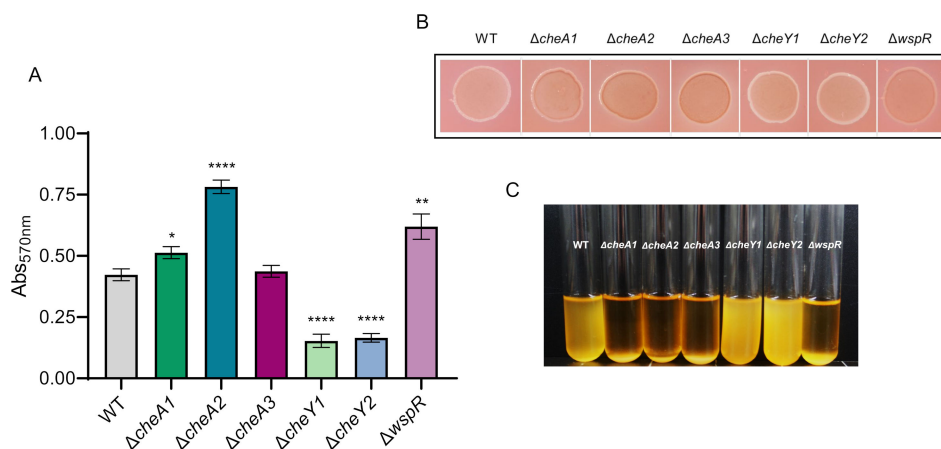 B
WT ΔcheA1 ΔcheA2 ΔcheA3 ΔcheY1 ΔcheY2 ΔwspR
A
1.00
0.75
0.50
0.25
0.00
Abs570nm
* **** **** **** **
WT ΔcheA1 ΔcheA2 ΔcheA3 ΔcheY1 ΔcheY2 ΔwspR
C
WT ΔcheA1 ΔcheA2 ΔcheA3 ΔcheY1 ΔcheY2 ΔwspR